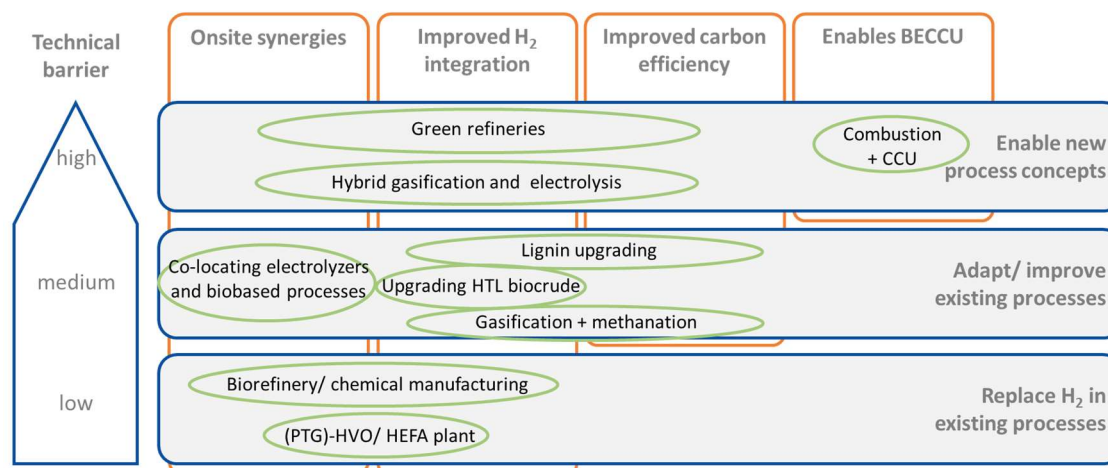 Technical
barrier
Onsite synergies
Improved H₂
integration
Improved carbon
efficiency
Enables BECCU
high
Green refineries
Hybrid gasification and electrolysis
Combustion
+ CCU
Enable new
process concepts
medium
Co-locating electrolyzers
and biobased processes
Lignin upgrading
Upgrading HTL biocrude
Gasification + methanation
Adapt/ improve
existing processes
low
Biorefinery/ chemical manufacturing
(PTG)-HVO/ HEFA plant
Replace H₂ in
existing processes